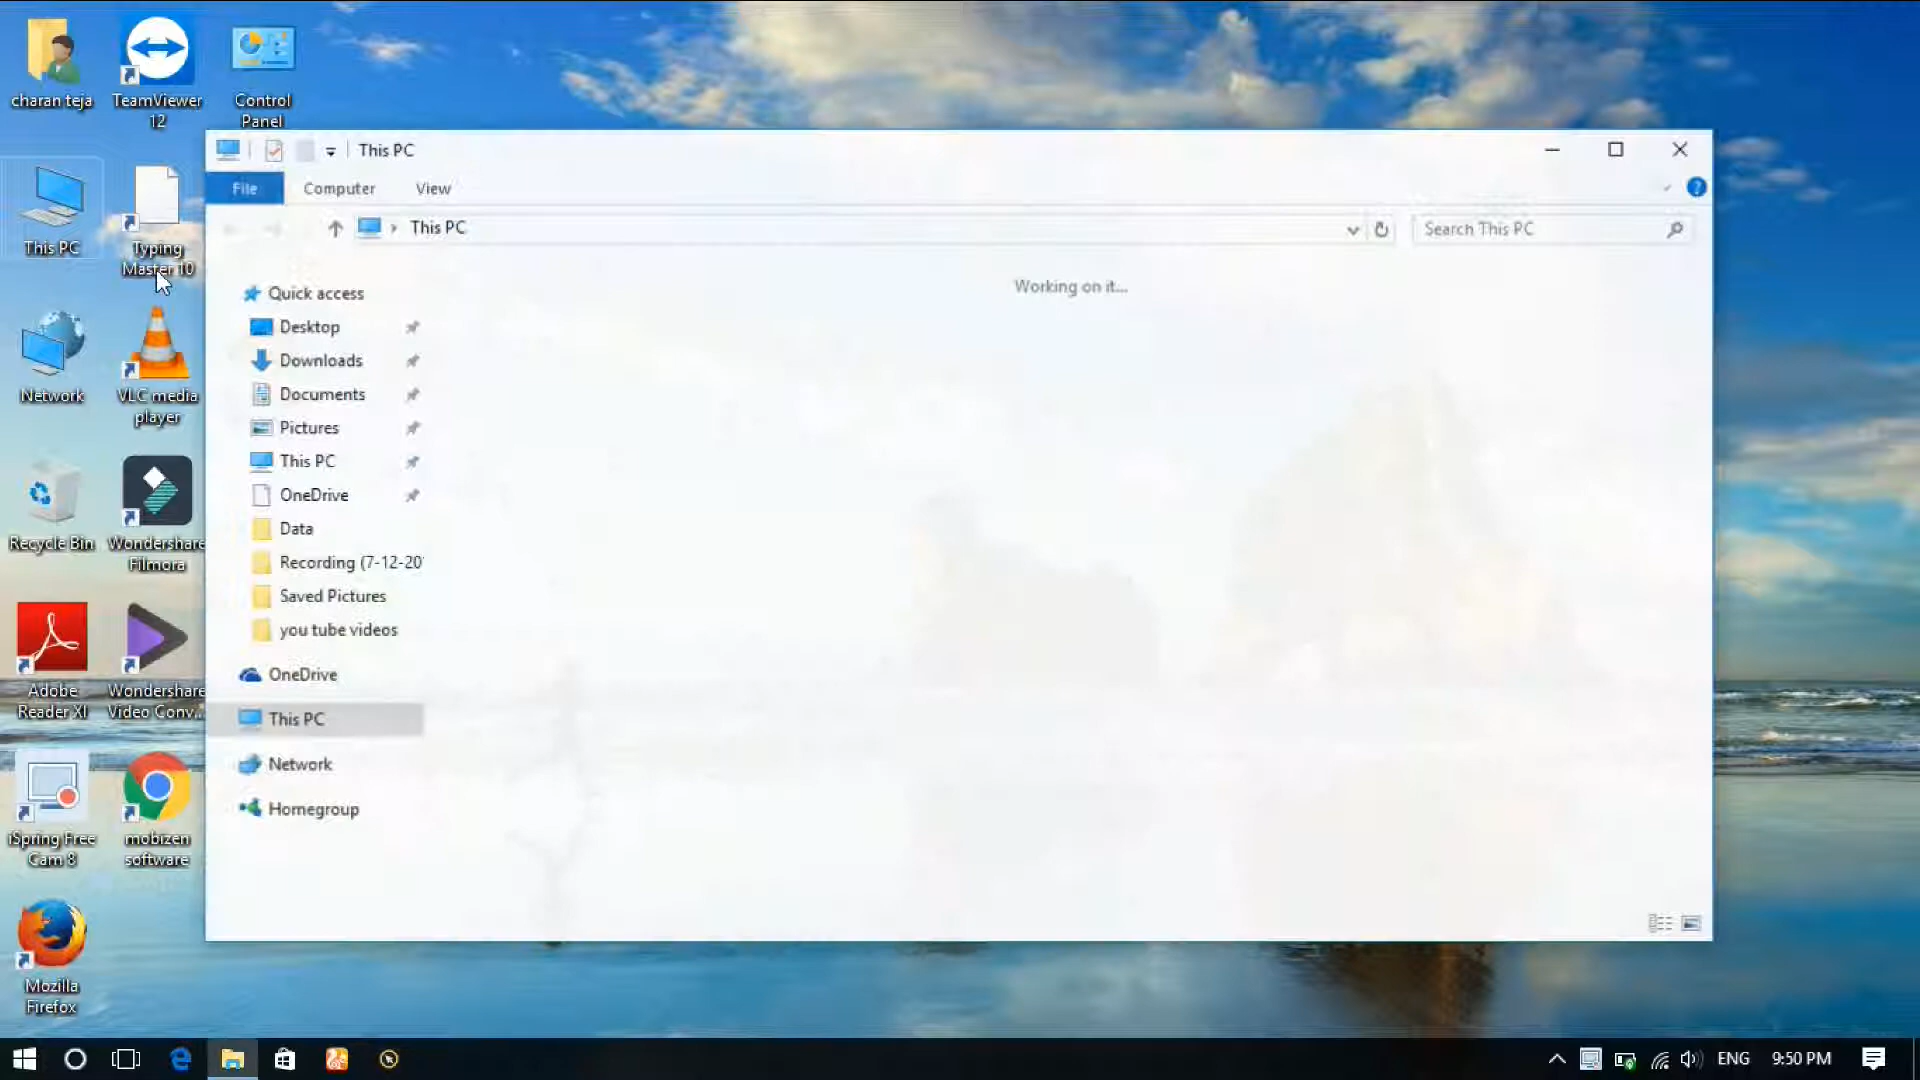 charan teja
TeamViewer
12
Control
Panel
This PC
Typing
Master 10
Network
VLC media
player
Recycle Bin
Wondershare
Filmora
Adobe
Reader XI
Wondershare
Video Conv...
iSpring Free
Cam 8
mobizen
software
Mozilla
Firefox
This PC
File
Computer
View
?
This PC
Search This PC
Working on it...
Quick access
Desktop
Downloads
Documents
Pictures
This PC
OneDrive
Data
Recording (7-12-20
Saved Pictures
you tube videos
OneDrive
This PC
Network
Homegroup
ENG
9:50 PM